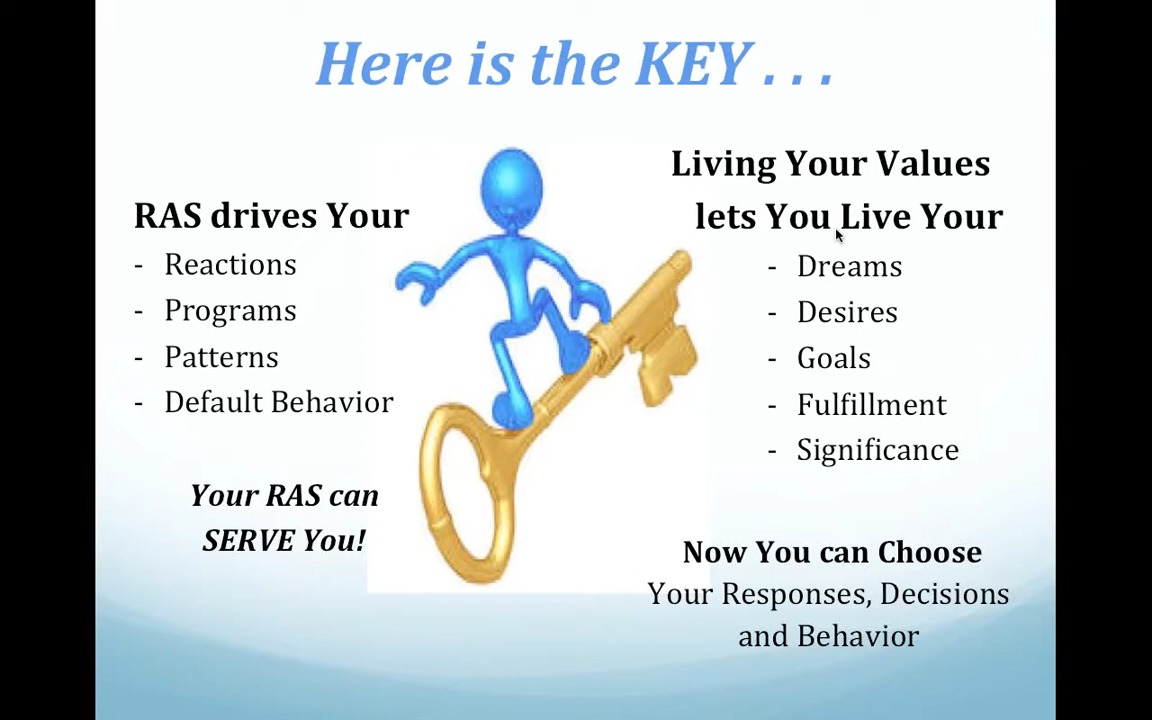 Here is the KEY . . .
RAS drives Your
- Reactions
- Programs
- Patterns
- Default Behavior
Your RAS can
SERVE You!
Living Your Values
lets You Live Your
- Dreams
- Desires
- Goals
- Fulfillment
- Significance
Now You can Choose
Your Responses, Decisions
and Behavior